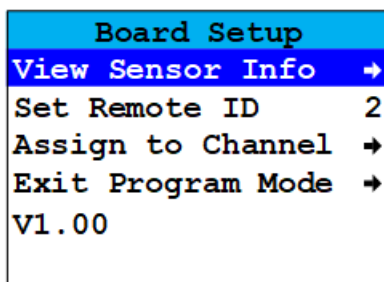 Board Setup
View Sensor Info →
Set Remote ID 2
Assign to Channel →
Exit Program Mode →
V1.00